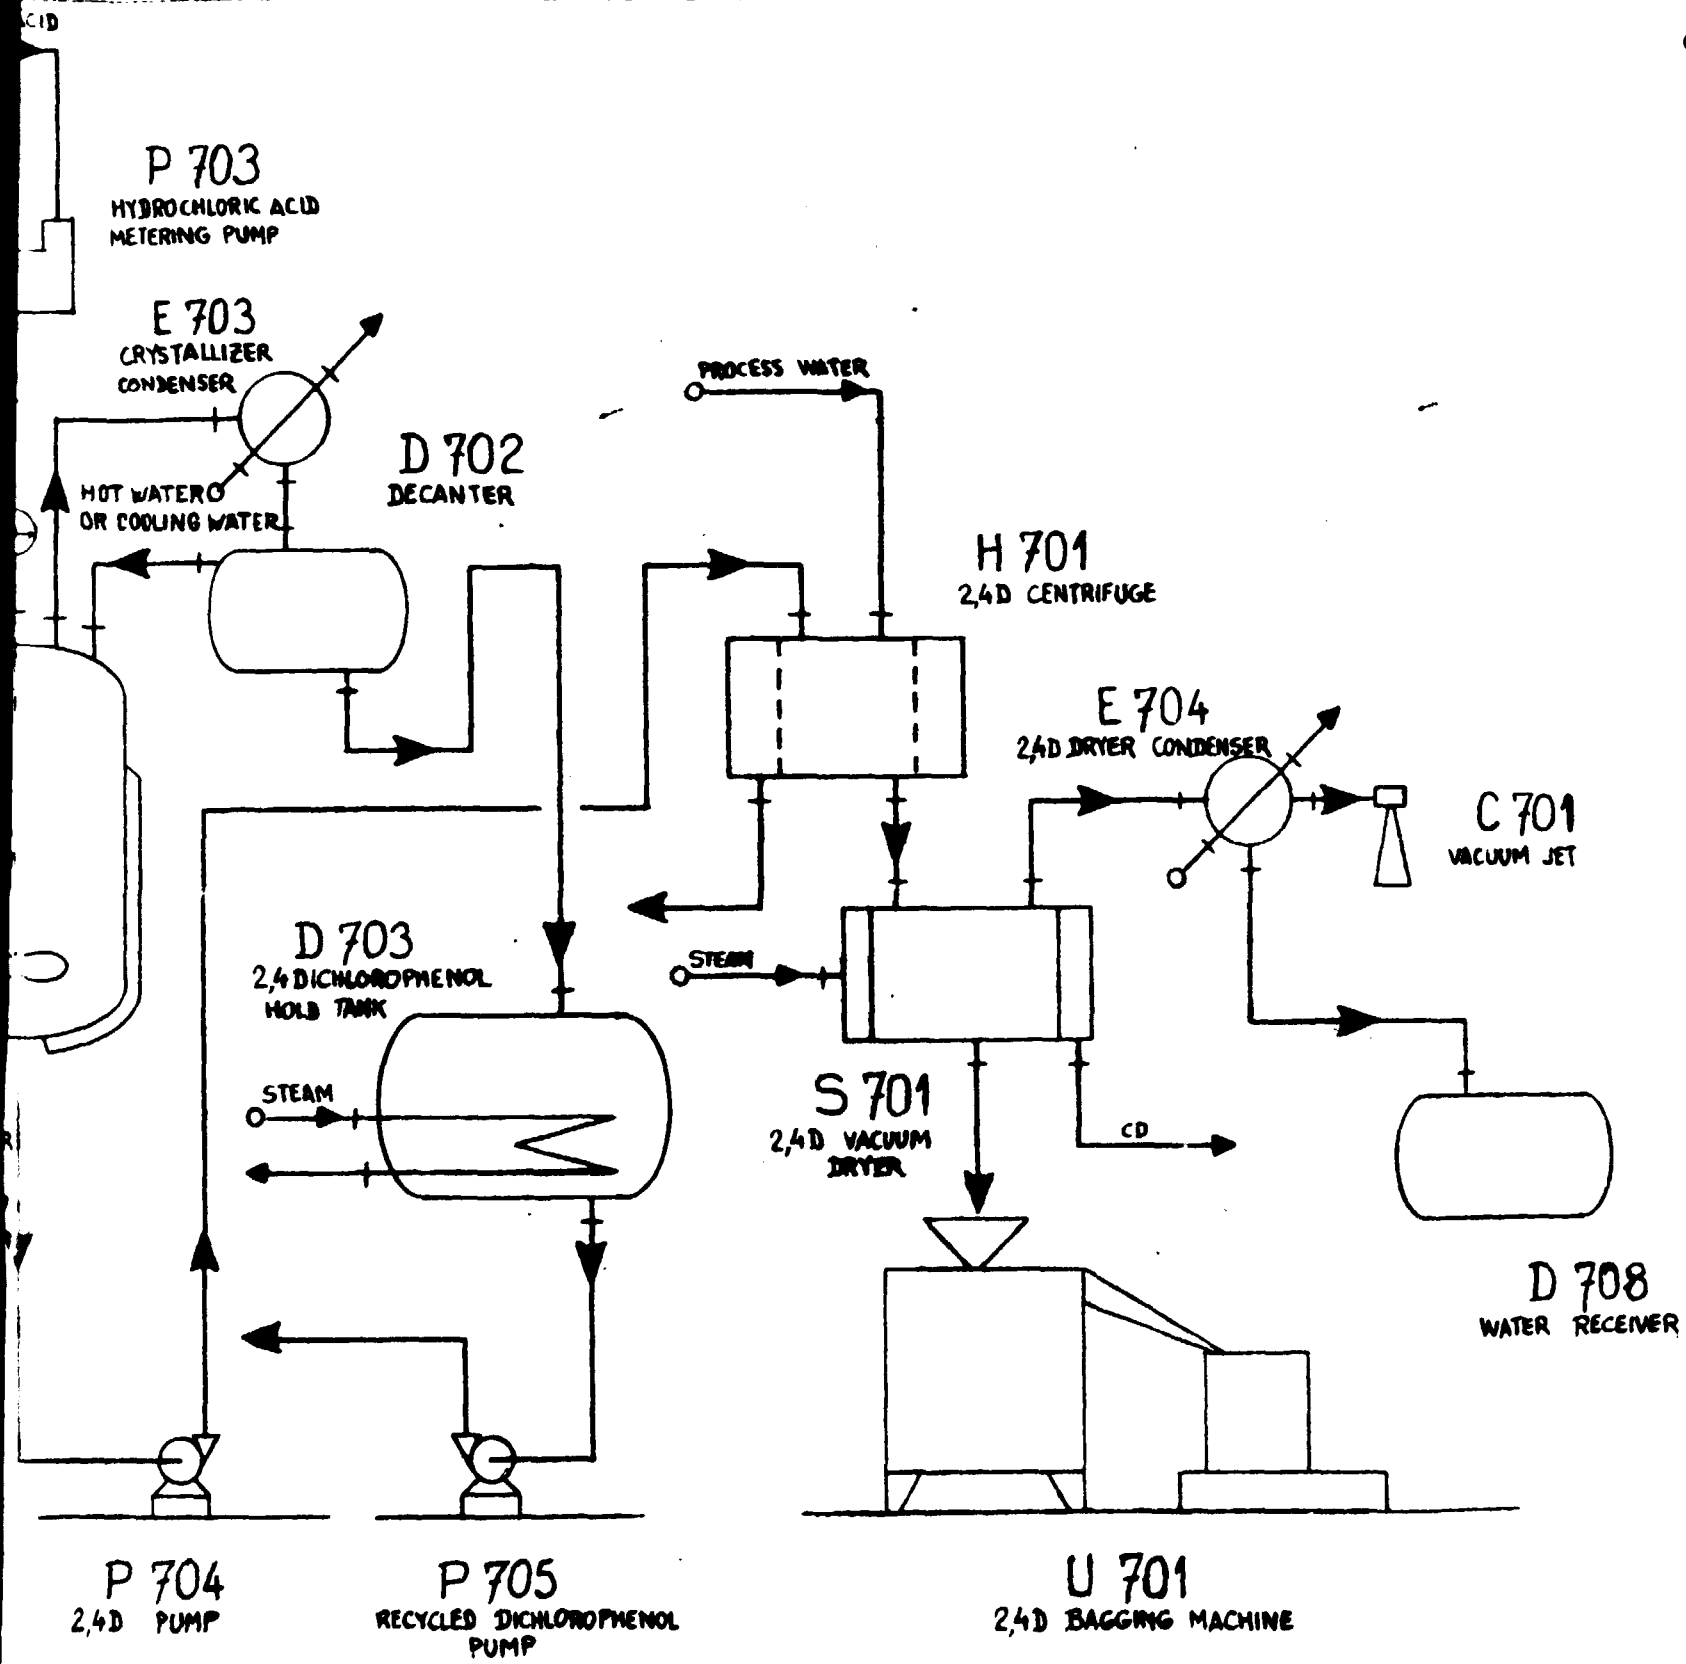 P 703
HYDROCHLORIC ACID
METERING PUMP
E 703
CRYSTALLIZER
CONDENSER
PROCESS WATER
D 702
DECANTER
HOT WATER
OR COOLING WATER
H 701
2,4D CENTRIFUGE
E 704
2,4D DRYER CONDENSER
C 701
VACUUM JET
D 703
2,4 DICHLOROPHENOL
HOLD TANK
STEAM
STEAM
S 701
2,4D VACUUM
DRYER
CD
D 708
WATER RECEIVER
P 704
2,4D PUMP
P 705
RECYCLED DICHLOROPHENOL
PUMP
U 701
2,4D BAGGING MACHINE